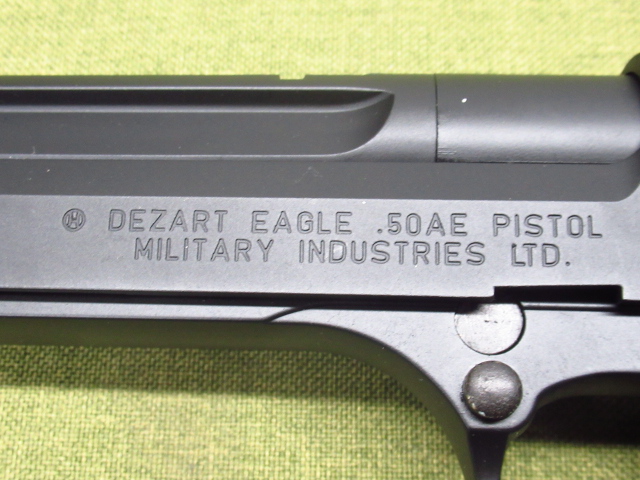 DEZART EAGLE .50AE PISTOL
MILITARY INDUSTRIES LTD.